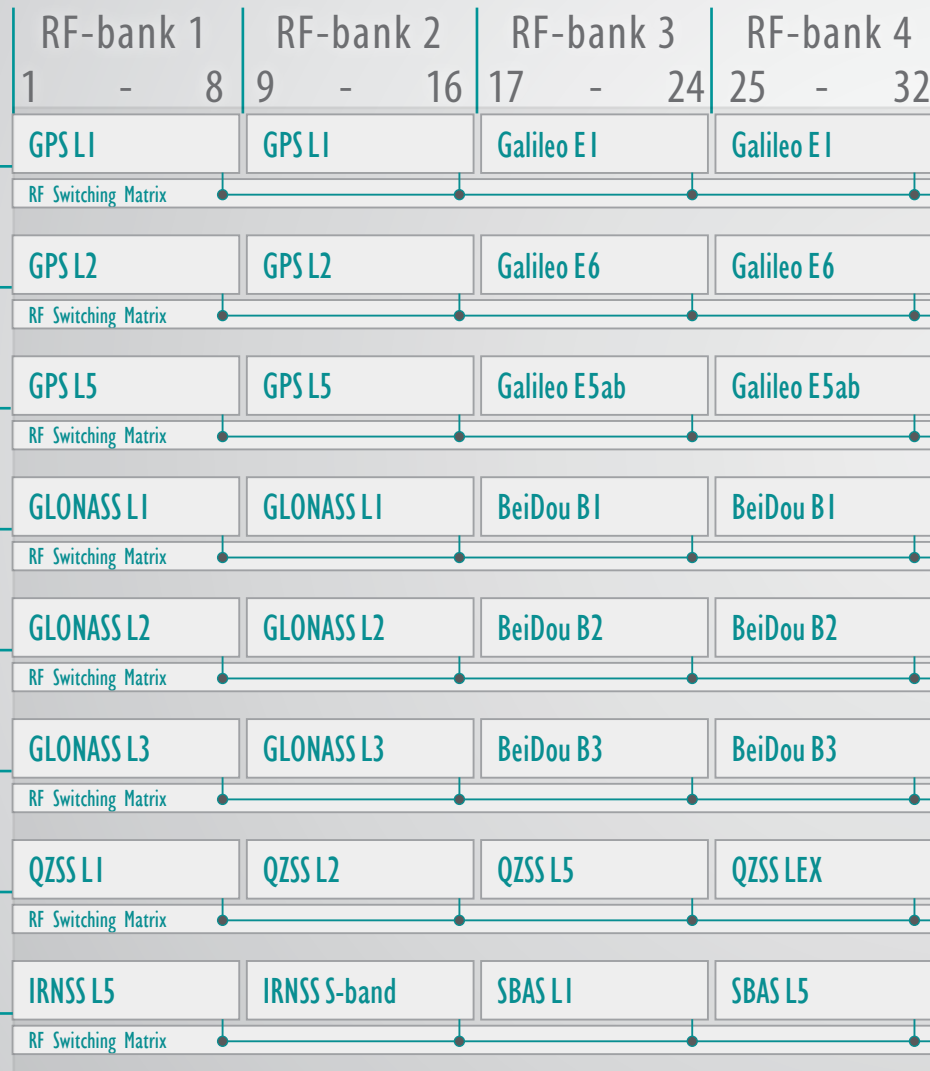 RF-bank 1 RF-bank 2 RF-bank 3 RF-bank 4
1 - 8 9 - 16 17 - 24 25 - 32
GPS L1 GPS L1 Galileo E1 Galileo E1
RF Switching Matrix
GPS L2 GPS L2 Galileo E6 Galileo E6
RF Switching Matrix
GPS L5 GPS L5 Galileo E5ab Galileo E5ab
RF Switching Matrix
GLONASS L1 GLONASS L1 BeiDou B1 BeiDou B1
RF Switching Matrix
GLONASS L2 GLONASS L2 BeiDou B2 BeiDou B2
RF Switching Matrix
GLONASS L3 GLONASS L3 BeiDou B3 BeiDou B3
RF Switching Matrix
QZSS L1 QZSS L2 QZSS L5 QZSS LEX
RF Switching Matrix
IRNSS L5 IRNSS S-band SBAS L1 SBAS L5
RF Switching Matrix